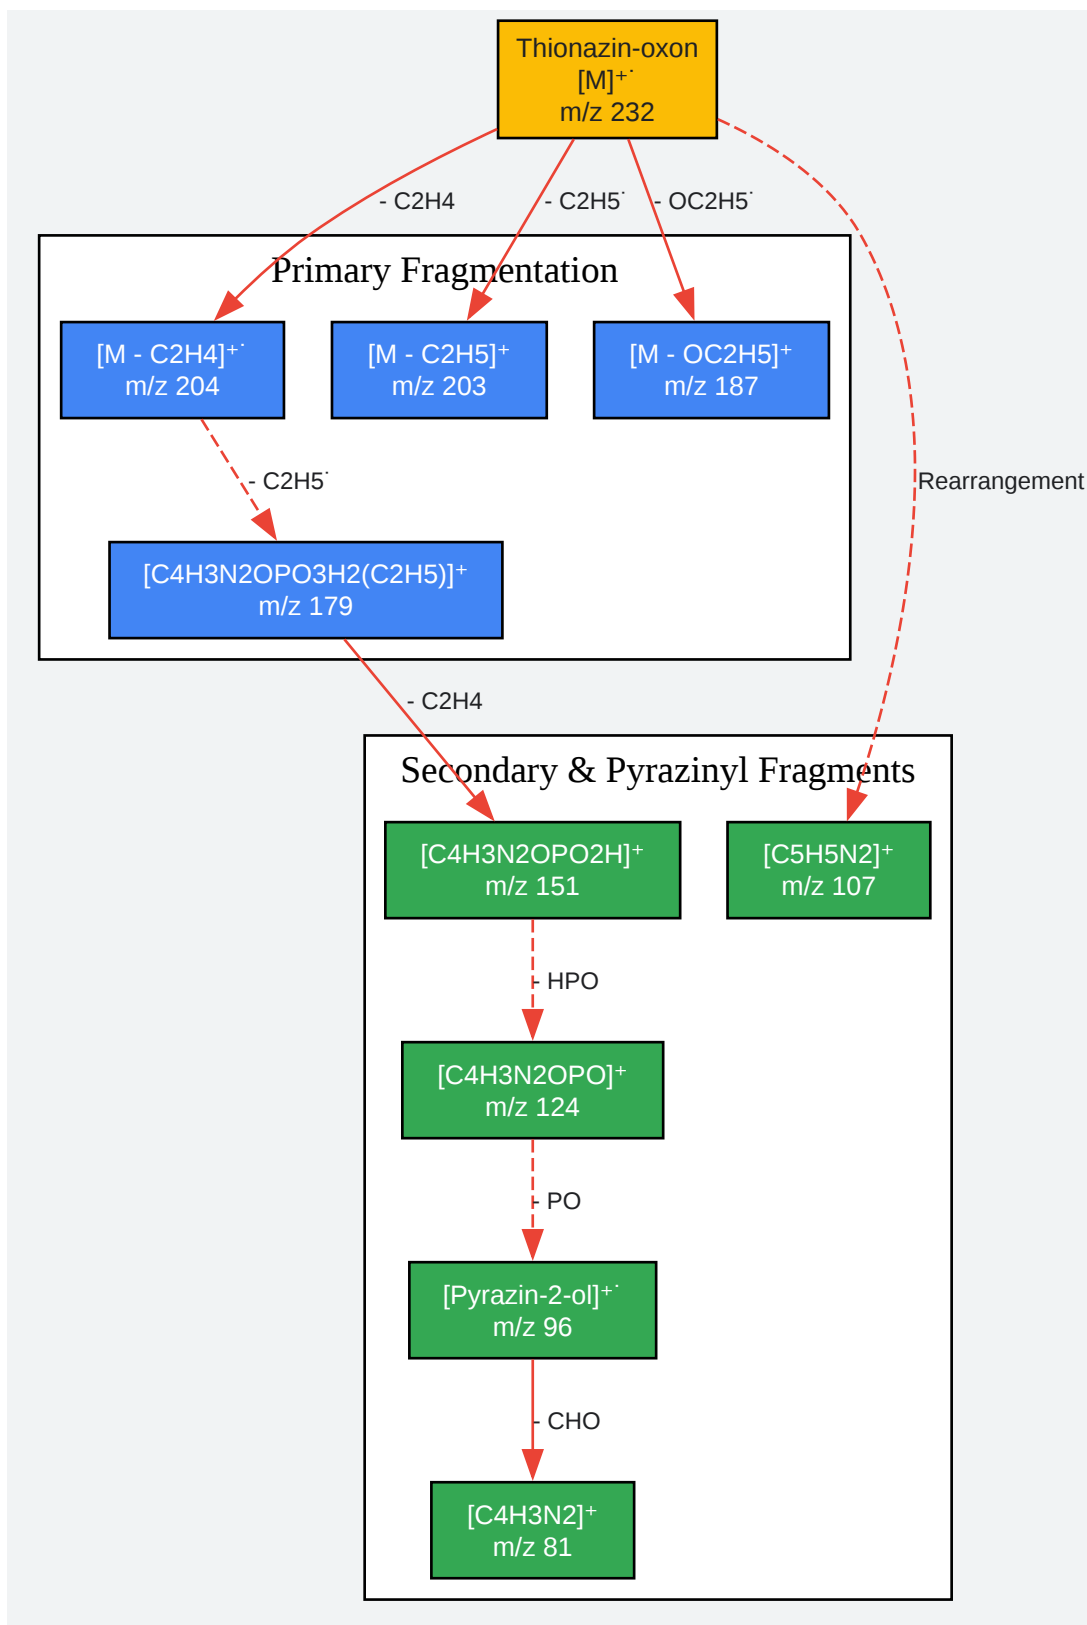 Thionazin-oxon
[M]⁺˙
m/z 232
- C2H4
- C2H5˙
- OC2H5˙
Primary Fragmentation
[M - C2H4]⁺˙
m/z 204
[M - C2H5]⁺
m/z 203
[M - OC2H5]⁺
m/z 187
- C2H5˙
Rearrangement
[C4H3N2OPO3H2(C2H5)]⁺
m/z 179
- C2H4
Secondary & Pyrazinyl Fragments
[C4H3N2OPO2H]⁺
m/z 151
[C5H5N2]⁺
m/z 107
- HPO
[C4H3N2OPO]⁺
m/z 124
- PO
[Pyrazin-2-ol]⁺˙
m/z 96
- CHO
[C4H3N2]⁺
m/z 81